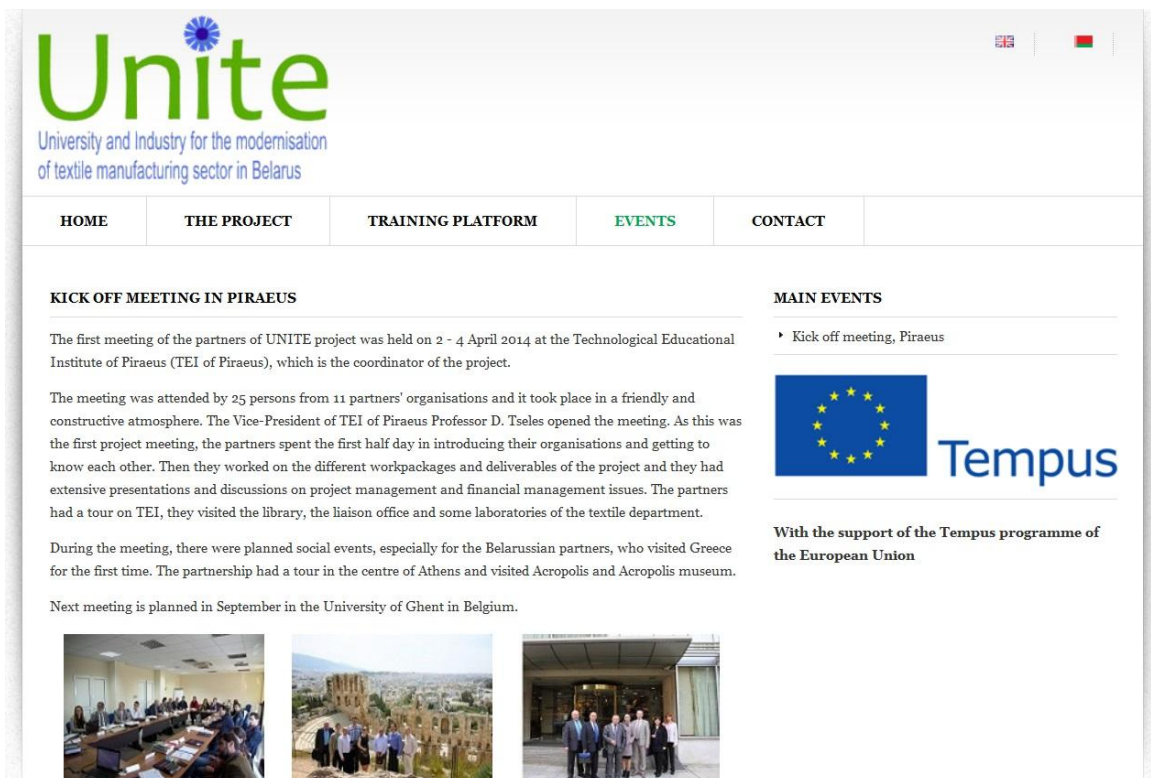 Unite
University and Industry for the modernisation
of textile manufacturing sector in Belarus
HOME
THE PROJECT
TRAINING PLATFORM
EVENTS
CONTACT
KICK OFF MEETING IN PIRAEUS
The first meeting of the partners of UNITE project was held on 2 - 4 April 2014 at the Technological Educational
Institute of Piraeus (TEI of Piraeus), which is the coordinator of the project.
The meeting was attended by 25 persons from 11 partners' organisations and it took place in a friendly and
constructive atmosphere. The Vice-President of TEI of Piraeus Professor D. Tseles opened the meeting. As this was
the first project meeting, the partners spent the first half day in introducing their organisations and getting to
know each other. Then they worked on the different workpackages and deliverables of the project and they had
extensive presentations and discussions on project management and financial management issues. The partners
had a tour on TEI, they visited the library, the liaison office and some laboratories of the textile department.
During the meeting, there were planned social events, especially for the Belarussian partners, who visited Greece
for the first time. The partnership had a tour in the centre of Athens and visited Acropolis and Acropolis museum.
Next meeting is planned in September in the University of Ghent in Belgium.
MAIN EVENTS
Kick off meeting, Piraeus
Tempus
With the support of the Tempus programme of
the European Union